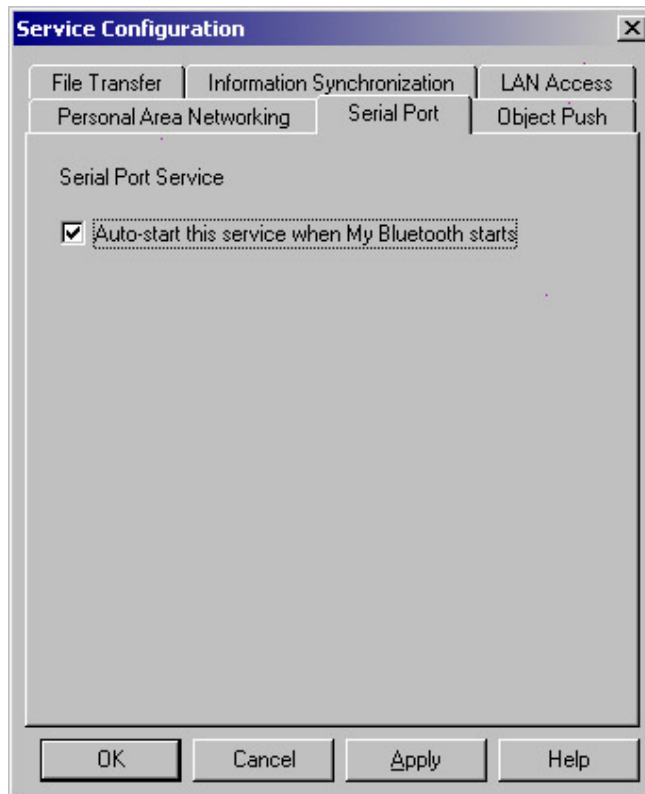 Service Configuration
File Transfer Information Synchronization LAN Access
Personal Area Networking Serial Port Object Push
Serial Port Service
Auto-start this service when My Bluetooth starts
OK Cancel Apply Help